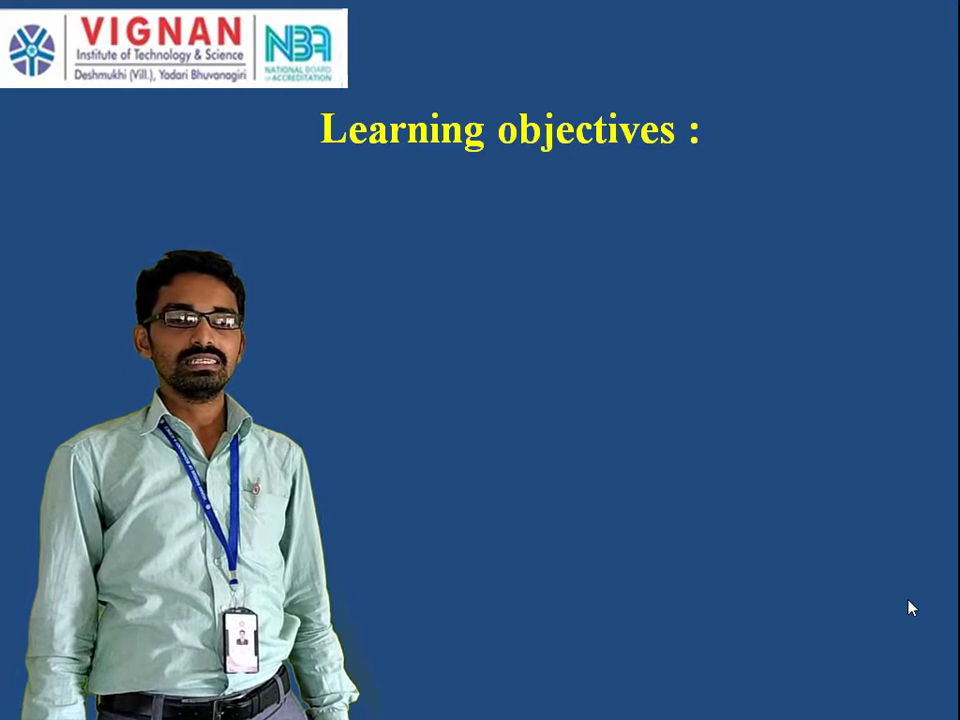 VIGNAN
Institute of Technology & Science
Deshmukhi (Vill.), Yadari Bhuvanagiri
NBA
NATIONAL BOARD
of ACCREDITATION
Learning objectives :